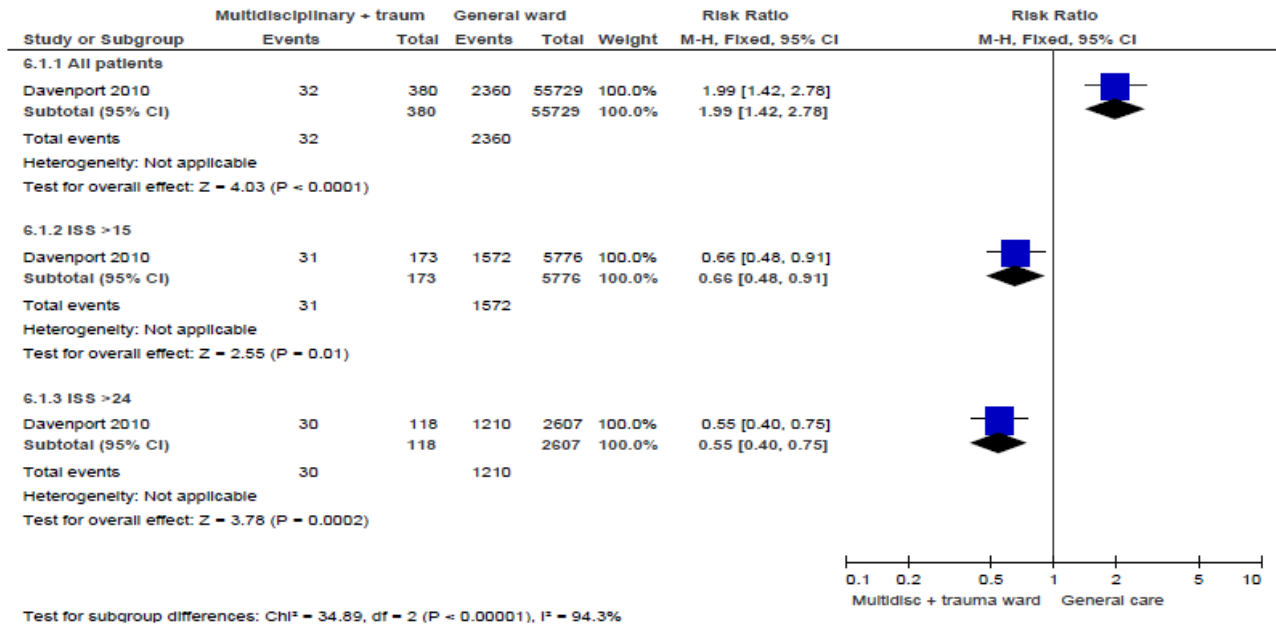 Multidisciplinary + traum General ward Risk Ratio Risk Ratio
Study or Subgroup Events Total Events Total Weight M-H, Fixed, 95% CI M-H, Fixed, 95% CI
6.1.1 All patients
Davenport 2010 32 380 2360 55729 100.0% 1.99 [1.42, 2.78]
Subtotal (95% CI) 380 55729 100.0% 1.99 [1.42, 2.78]
Total events 32 2360
Heterogeneity: Not applicable
Test for overall effect: Z = 4.03 (P < 0.0001)
6.1.2 ISS >15
Davenport 2010 31 173 1572 5776 100.0% 0.66 [0.48, 0.91]
Subtotal (95% CI) 173 5776 100.0% 0.66 [0.48, 0.91]
Total events 31 1572
Heterogeneity: Not applicable
Test for overall effect: Z = 2.55 (P = 0.01)
6.1.3 ISS >24
Davenport 2010 30 118 1210 2607 100.0% 0.55 [0.40, 0.75]
Subtotal (95% CI) 118 2607 100.0% 0.55 [0.40, 0.75]
Total events 30 1210
Heterogeneity: Not applicable
Test for overall effect: Z = 3.78 (P = 0.0002)
0.1 0.2 0.5 1 2 5 10
Multidisc + trauma ward General care
Test for subgroup differences: Chi² = 34.89, df = 2 (P < 0.00001), I² = 94.3%